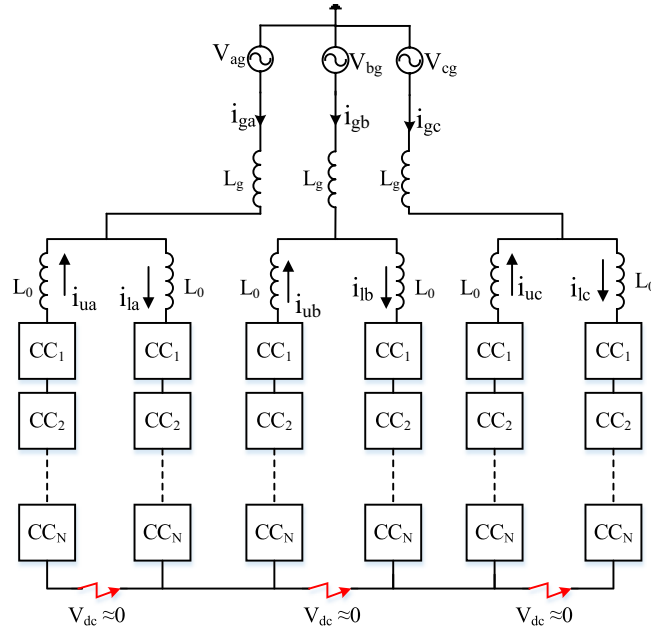 V_ag V_bg V_cg
i_ga i_gb i_gc
L_g L_g L_g
L_0 i_ua i_la L_0 L_0 i_ub i_lb L_0 L_0 i_uc i_lc L_0
CC_1 CC_1 CC_1 CC_1 CC_1 CC_1
CC_2 CC_2 CC_2 CC_2 CC_2 CC_2
CC_N CC_N CC_N CC_N CC_N CC_N
V_dc ≈0 V_dc ≈0 V_dc ≈0